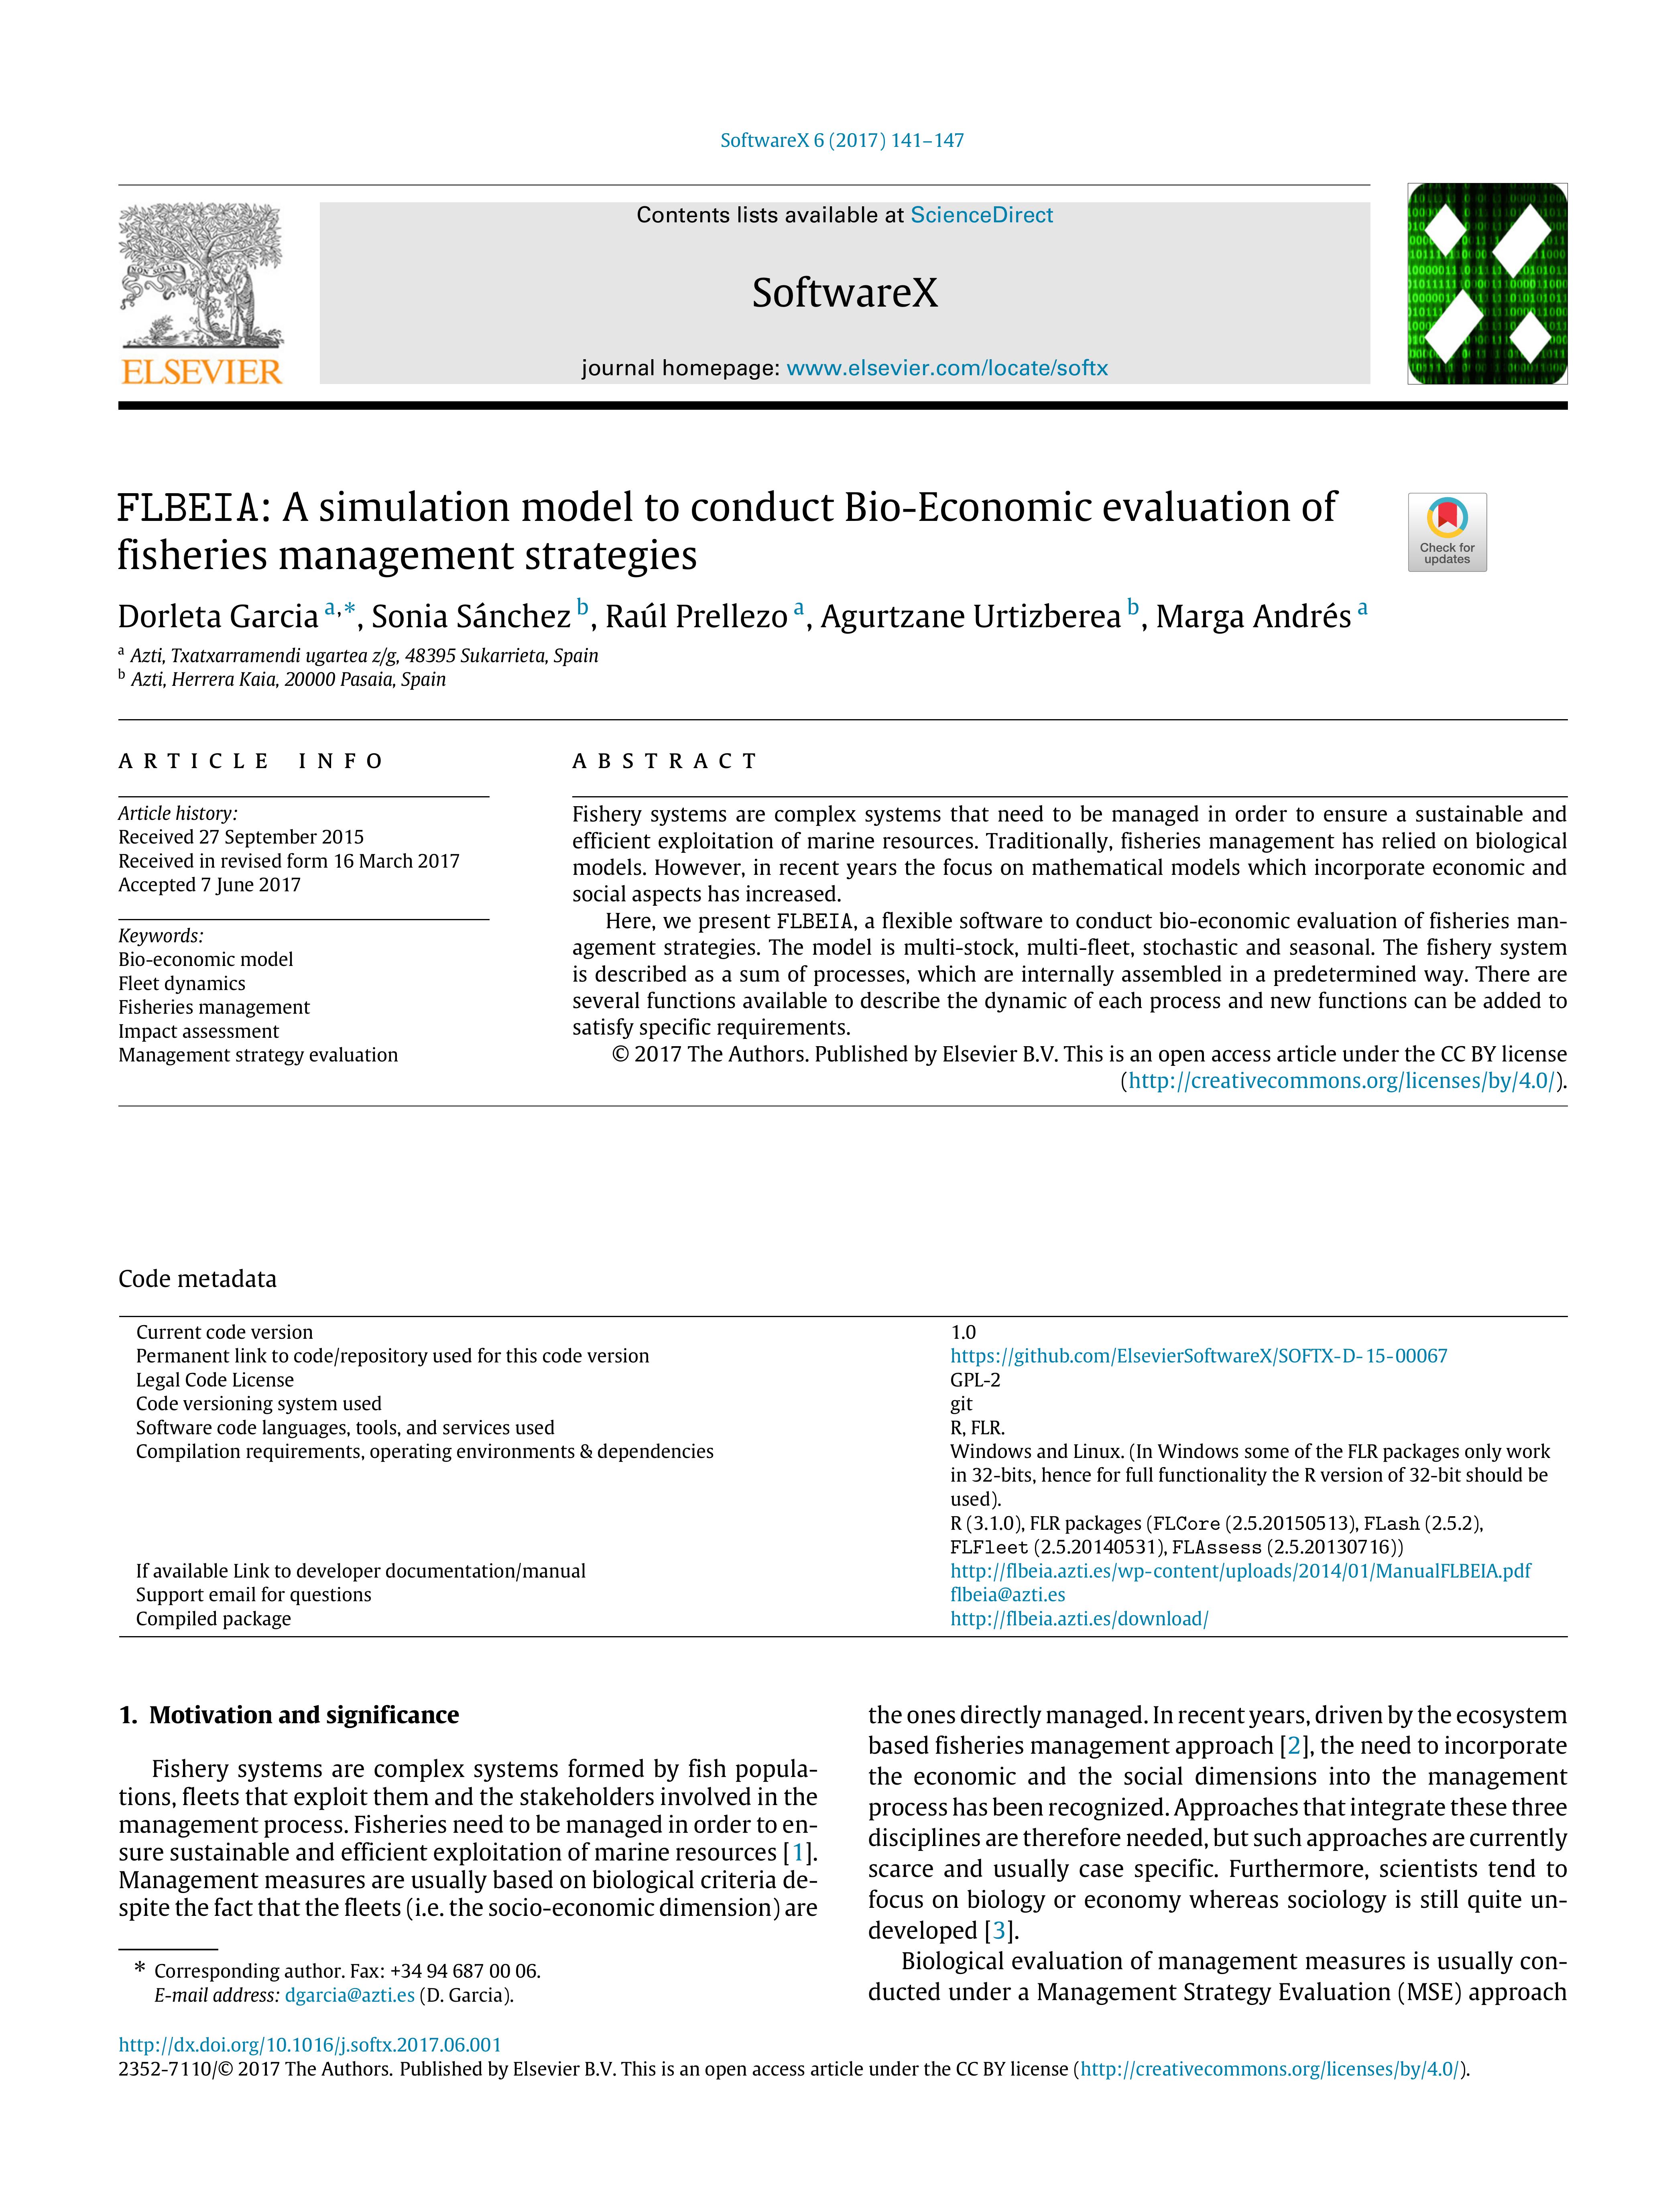 SoftwareX 6 (2017) 141–147
Contents lists available at ScienceDirect
SoftwareX
journal homepage: www.elsevier.com/locate/softx
NON SOLUS
ELSEVIER
FLBEIA: A simulation model to conduct Bio-Economic evaluation of
fisheries management strategies
Check for
updates
Dorleta Garcia a,*, Sonia Sánchez b, Raúl Prellezo a, Agurtzane Urtizberea b, Marga Andrés a
a Azti, Txatxarramendi ugartea z/g, 48395 Sukarrieta, Spain
b Azti, Herrera Kaia, 20000 Pasaia, Spain
ARTICLE INFO
Article history:
Received 27 September 2015
Received in revised form 16 March 2017
Accepted 7 June 2017
Keywords:
Bio-economic model
Fleet dynamics
Fisheries management
Impact assessment
Management strategy evaluation
ABSTRACT
Fishery systems are complex systems that need to be managed in order to ensure a sustainable and
efficient exploitation of marine resources. Traditionally, fisheries management has relied on biological
models. However, in recent years the focus on mathematical models which incorporate economic and
social aspects has increased.
Here, we present FLBEIA, a flexible software to conduct bio-economic evaluation of fisheries man-
agement strategies. The model is multi-stock, multi-fleet, stochastic and seasonal. The fishery system
is described as a sum of processes, which are internally assembled in a predetermined way. There are
several functions available to describe the dynamic of each process and new functions can be added to
satisfy specific requirements.
© 2017 The Authors. Published by Elsevier B.V. This is an open access article under the CC BY license
(http://creativecommons.org/licenses/by/4.0/).
Code metadata
Current code version 1.0
Permanent link to code/repository used for this code version https://github.com/ElsevierSoftwareX/SOFTX-D-15-00067
Legal Code License GPL-2
Code versioning system used git
Software code languages, tools, and services used R, FLR.
Compilation requirements, operating environments & dependencies Windows and Linux. (In Windows some of the FLR packages only work
in 32-bits, hence for full functionality the R version of 32-bit should be
used).
R (3.1.0), FLR packages (FLCore (2.5.20150513), FLash (2.5.2),
FLFleet (2.5.20140531), FLAssess (2.5.20130716))
If available Link to developer documentation/manual http://flbeia.azti.es/wp-content/uploads/2014/01/ManualFLBEIA.pdf
Support email for questions flbeia@azti.es
Compiled package http://flbeia.azti.es/download/
1. Motivation and significance
Fishery systems are complex systems formed by fish popula-
tions, fleets that exploit them and the stakeholders involved in the
management process. Fisheries need to be managed in order to en-
sure sustainable and efficient exploitation of marine resources [1].
Management measures are usually based on biological criteria de-
spite the fact that the fleets (i.e. the socio-economic dimension) are
the ones directly managed. In recent years, driven by the ecosystem
based fisheries management approach [2], the need to incorporate
the economic and the social dimensions into the management
process has been recognized. Approaches that integrate these three
disciplines are therefore needed, but such approaches are currently
scarce and usually case specific. Furthermore, scientists tend to
focus on biology or economy whereas sociology is still quite un-
developed [3].
Biological evaluation of management measures is usually con-
ducted under a Management Strategy Evaluation (MSE) approach
* Corresponding author. Fax: +34 94 687 00 06.
E-mail address: dgarcia@azti.es (D. Garcia).
http://dx.doi.org/10.1016/j.softx.2017.06.001
2352-7110/© 2017 The Authors. Published by Elsevier B.V. This is an open access article under the CC BY license (http://creativecommons.org/licenses/by/4.0/).